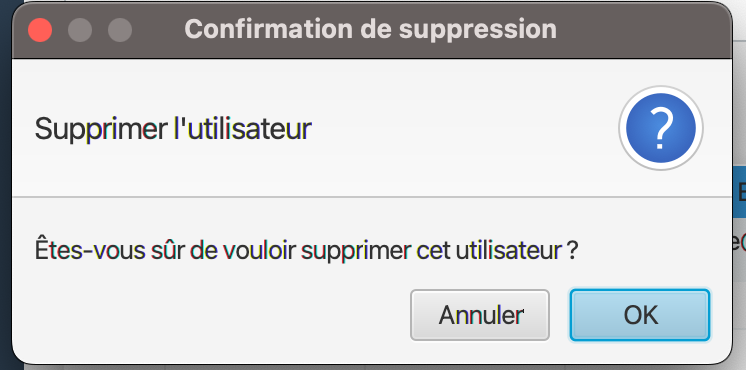 Confirmation de suppression
Supprimer l'utilisateur
?
Êtes-vous sûr de vouloir supprimer cet utilisateur ?
Annuler
OK